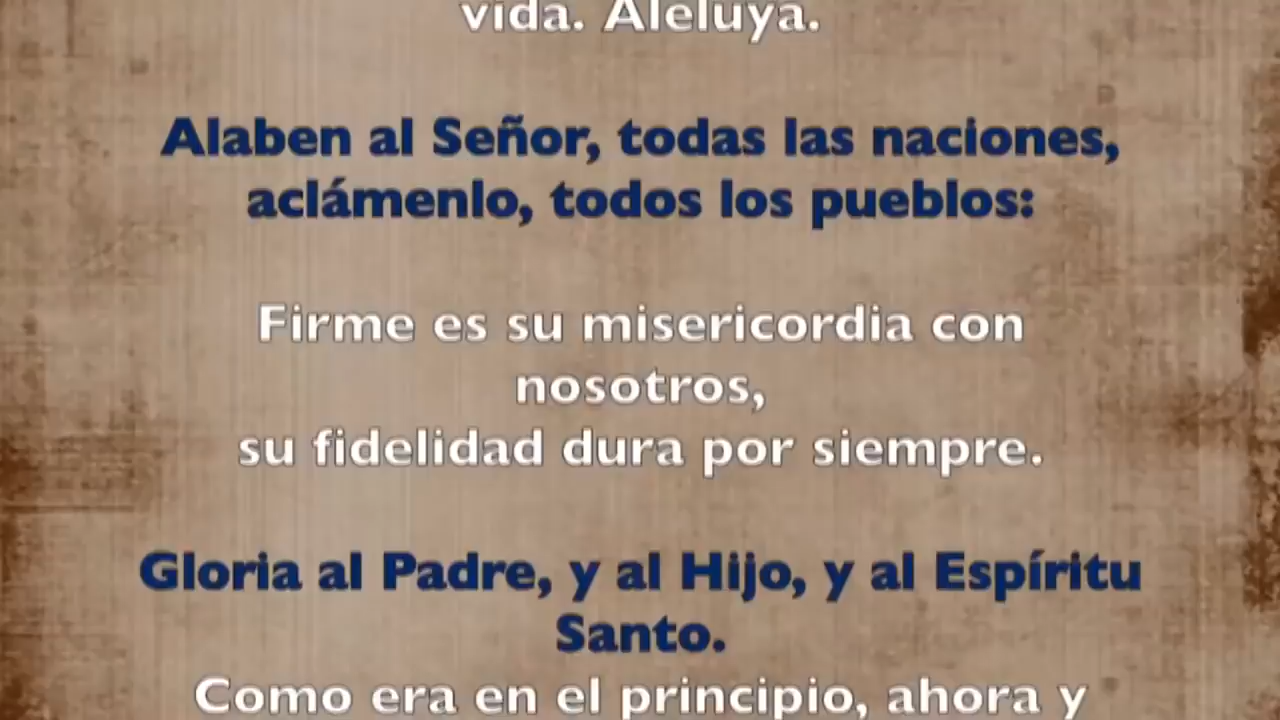 vida. Aleluya.
Alaben al Señor, todas las naciones,
aclámenlo, todos los pueblos:
Firme es su misericordia con
nosotros,
su fidelidad dura por siempre.
Gloria al Padre, y al Hijo, y al Espíritu
Santo.
Como era en el principio, ahora y